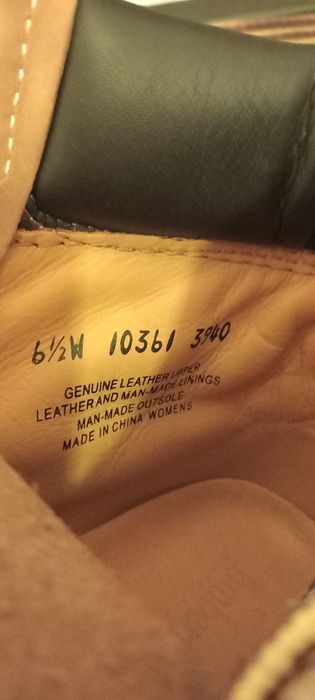 6½W 10361 3940
GENUINE LEATHER UPPER
LEATHER AND MAN-MADE LININGS
MAN-MADE OUTSOLE
MADE IN CHINA WOMENS